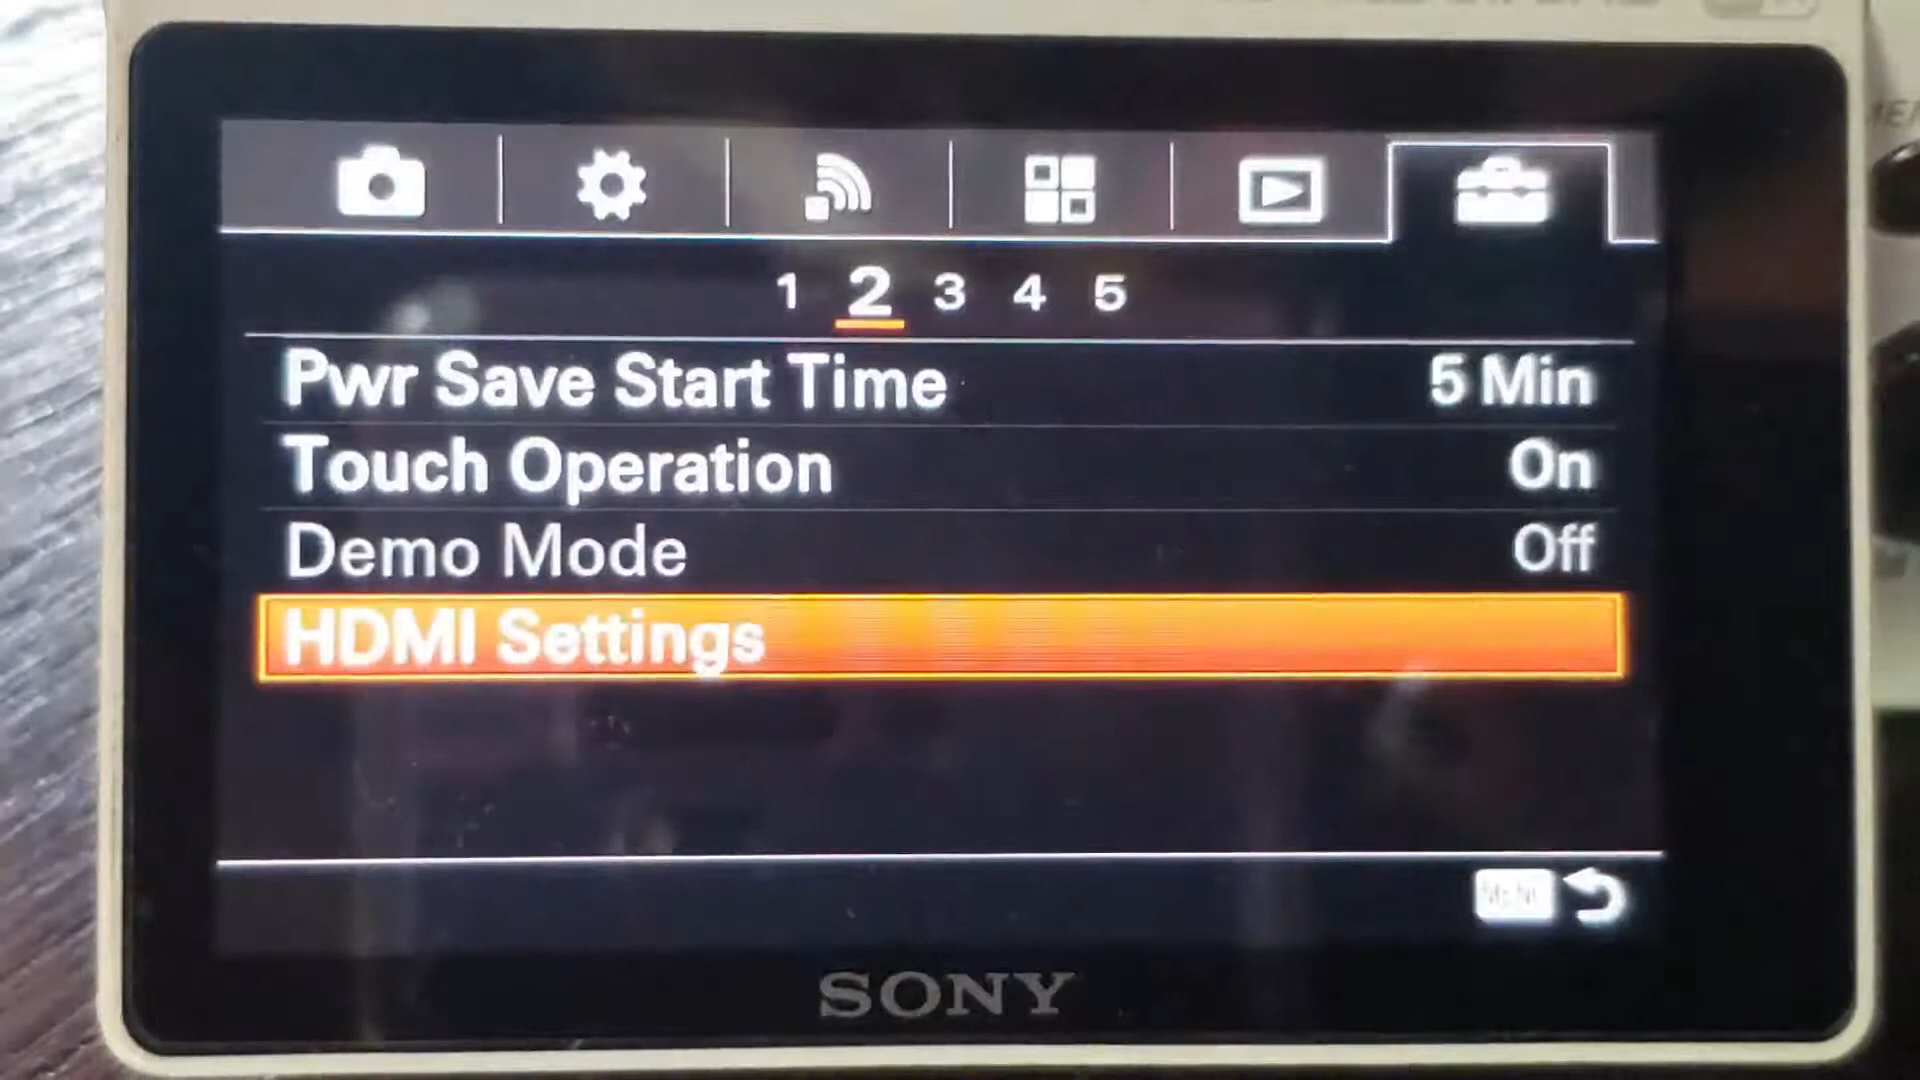 1 2 3 4 5
Pwr Save Start Time 5 Min
Touch Operation On
Demo Mode Off
HDMI Settings
MENU
SONY